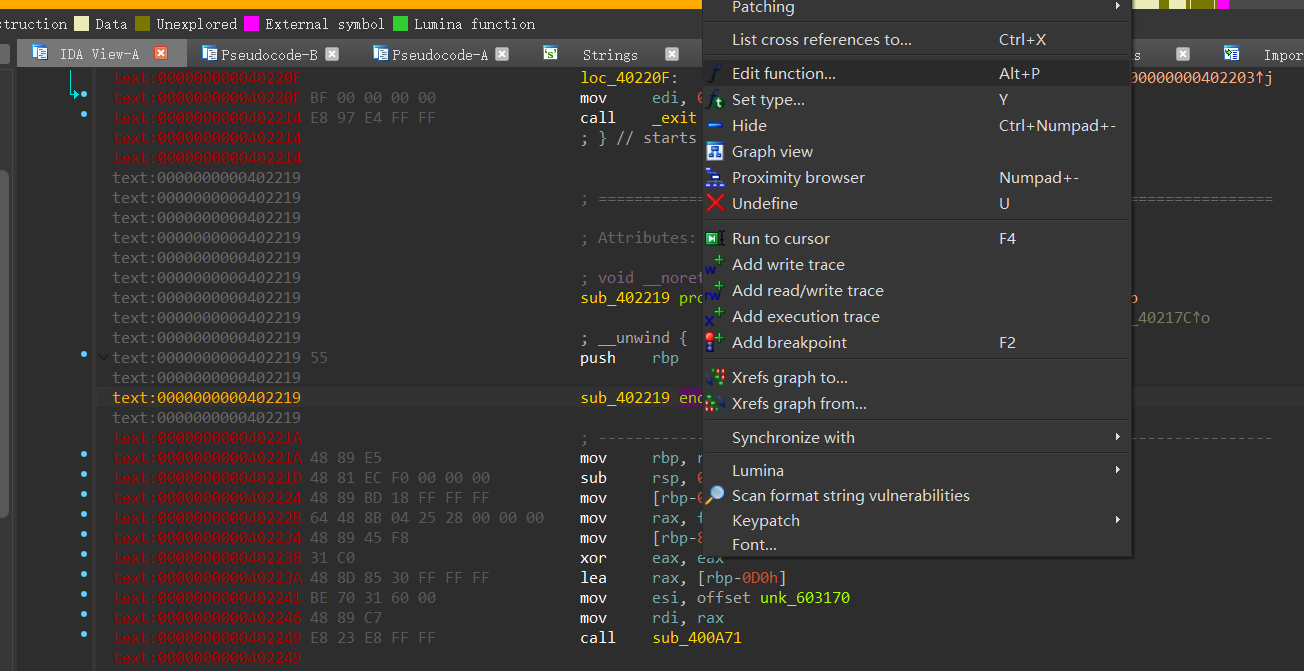 struction Data Unexplored External symbol Lumina function
IDA View-A Pseudocode-B Pseudocode-A Strings s Impor
Patching
List cross references to... Ctrl+X
Edit function... Alt+P
Set type... Y
Hide Ctrl+Numpad+-
Graph view
Proximity browser Numpad+-
Undefine U
Run to cursor F4
Add write trace
Add read/write trace
Add execution trace
Add breakpoint F2
Xrefs graph to...
Xrefs graph from...
Synchronize with
Lumina
Scan format string vulnerabilities
Keypatch
Font...
text:000000000040220F loc_40220F: 00000000402203↑j
text:000000000040220F BF 00 00 00 00 mov edi, 0
text:0000000000402214 E8 97 E4 FF FF call _exit
text:0000000000402214 ; } // starts
text:0000000000402214
text:0000000000402219
text:0000000000402219 ; ======================
text:0000000000402219
text:0000000000402219 ; Attributes:
text:0000000000402219
text:0000000000402219 ; void __noret
text:0000000000402219 sub_402219 pro
text:0000000000402219 _40217C↑o
text:0000000000402219 ; __unwind {
text:0000000000402219 55 push rbp
text:0000000000402219
text:0000000000402219 sub_402219 end
text:0000000000402219
text:000000000040221A ; ----------------------
text:000000000040221A 48 89 E5 mov rbp, r
text:000000000040221D 48 81 EC F0 00 00 00 sub rsp, 0
text:0000000000402224 48 89 BD 18 FF FF FF mov [rbp-0
text:000000000040222B 64 48 8B 04 25 28 00 00 00 mov rax, f
text:0000000000402234 48 89 45 F8 mov [rbp-8
text:0000000000402238 31 C0 xor eax, eax
text:000000000040223A 48 8D 85 30 FF FF FF lea rax, [rbp-0D0h]
text:0000000000402241 BE 70 31 60 00 mov esi, offset unk_603170
text:0000000000402246 48 89 C7 mov rdi, rax
text:0000000000402249 E8 23 E8 FF FF call sub_400A71
text:0000000000402249